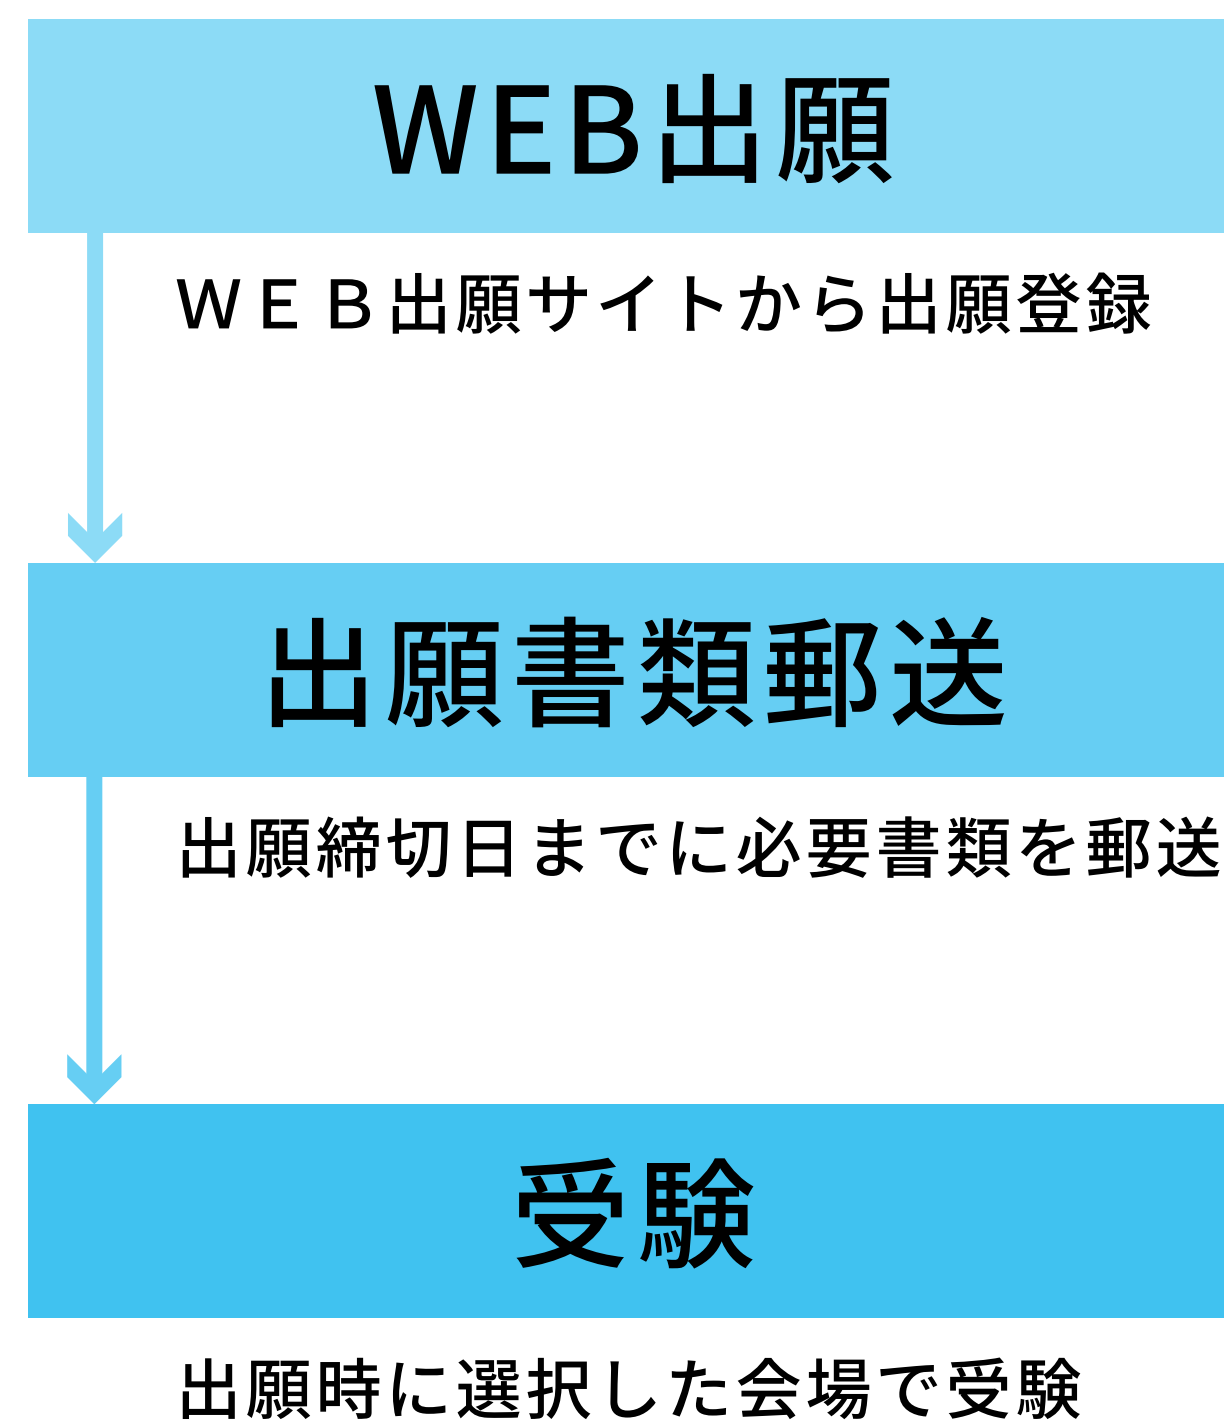 WEB出願
ＷＥＢ出願サイトから出願登録
出願書類郵送
出願締切日までに必要書類を郵送
受験
出願時に選択した会場で受験